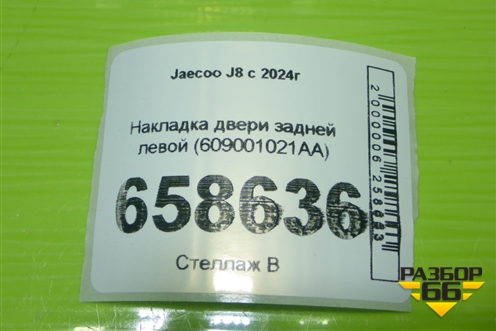 Jaecoo J8 с 2024г
Накладка двери задней
левой (609001021AA)
658636
Стеллаж В
РАЗБОР
66